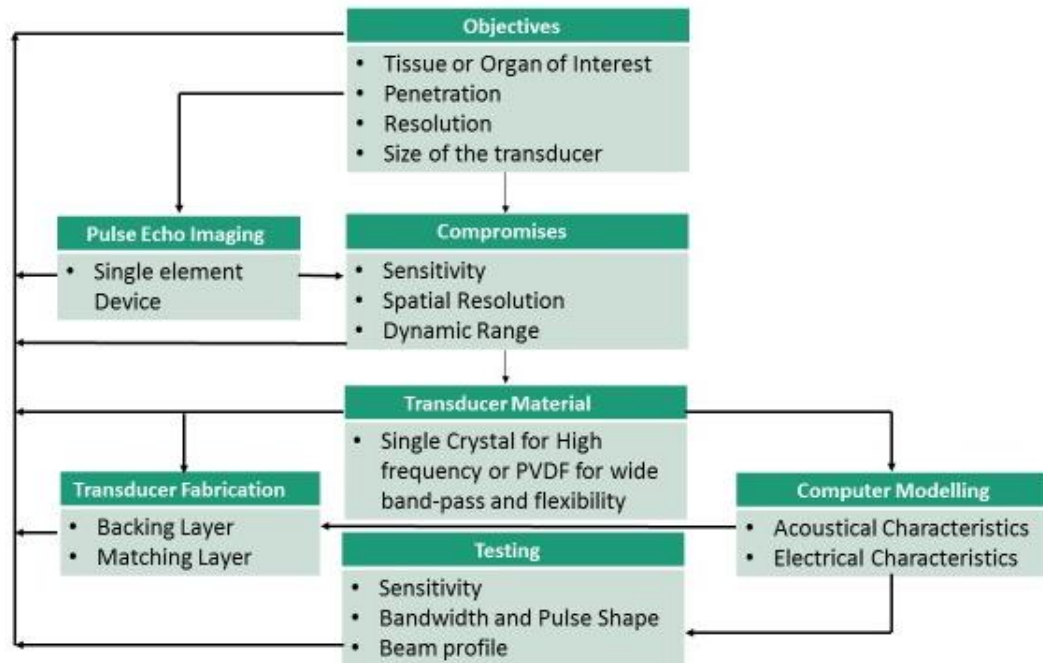 Objectives
• Tissue or Organ of Interest
• Penetration
• Resolution
• Size of the transducer
Pulse Echo Imaging
• Single element
Device
Compromises
• Sensitivity
• Spatial Resolution
• Dynamic Range
Transducer Material
• Single Crystal for High
frequency or PVDF for wide
band-pass and flexibility
Transducer Fabrication
• Backing Layer
• Matching Layer
Computer Modelling
• Acoustical Characteristics
• Electrical Characteristics
Testing
• Sensitivity
• Bandwidth and Pulse Shape
• Beam profile